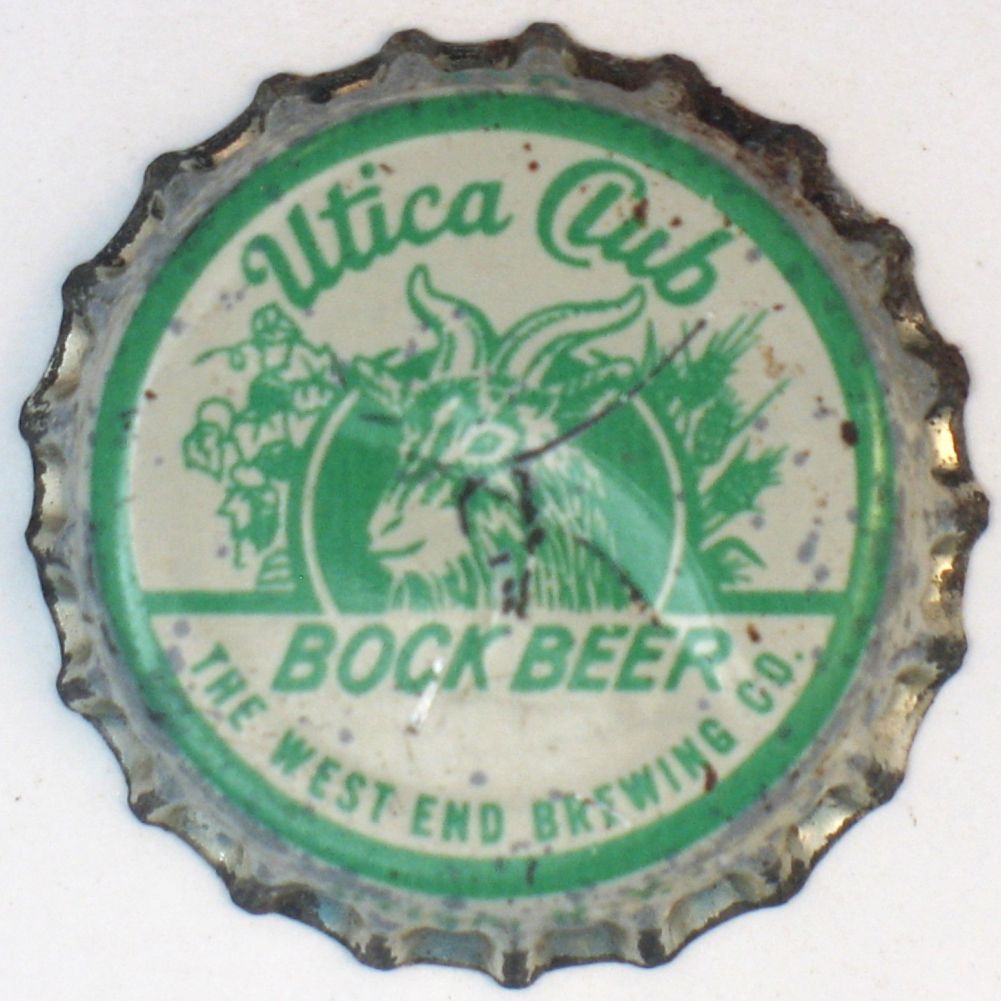 Utica Club
BOCK BEER
THE WEST END BREWING CO.